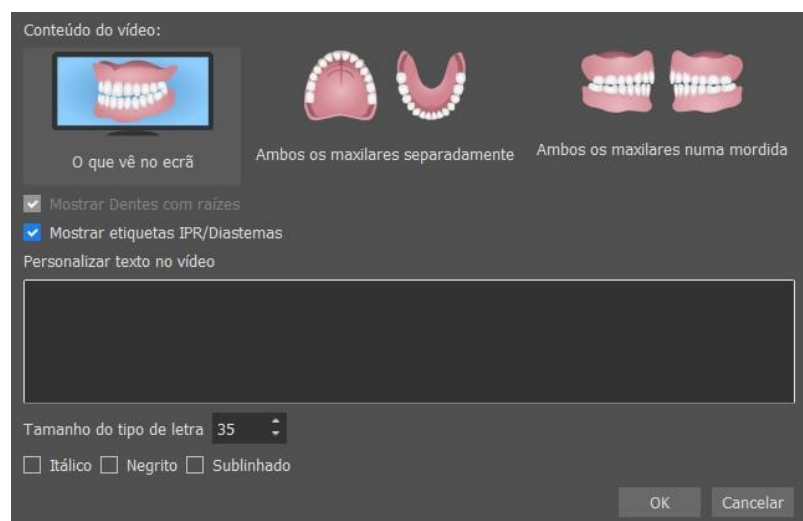 Conteúdo do vídeo:
O que vê no ecrã
Ambos os maxilares separadamente
Ambos os maxilares numa mordida
Mostrar Dentes com raízes
Mostrar etiquetas IPR/Diastemas
Personalizar texto no vídeo
Tamanho do tipo de letra 35
Itálico Negrito Sublinhado
OK Cancelar